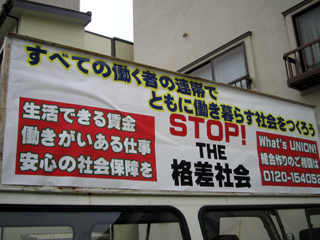 すべての働く者の連帯で
ともに働き暮らす社会をつくろう
生活できる賃金
働きがいある仕事
安心の社会保障を
STOP!
THE
格差社会
What's UNION!
組合作りのご相談は
0120-154052